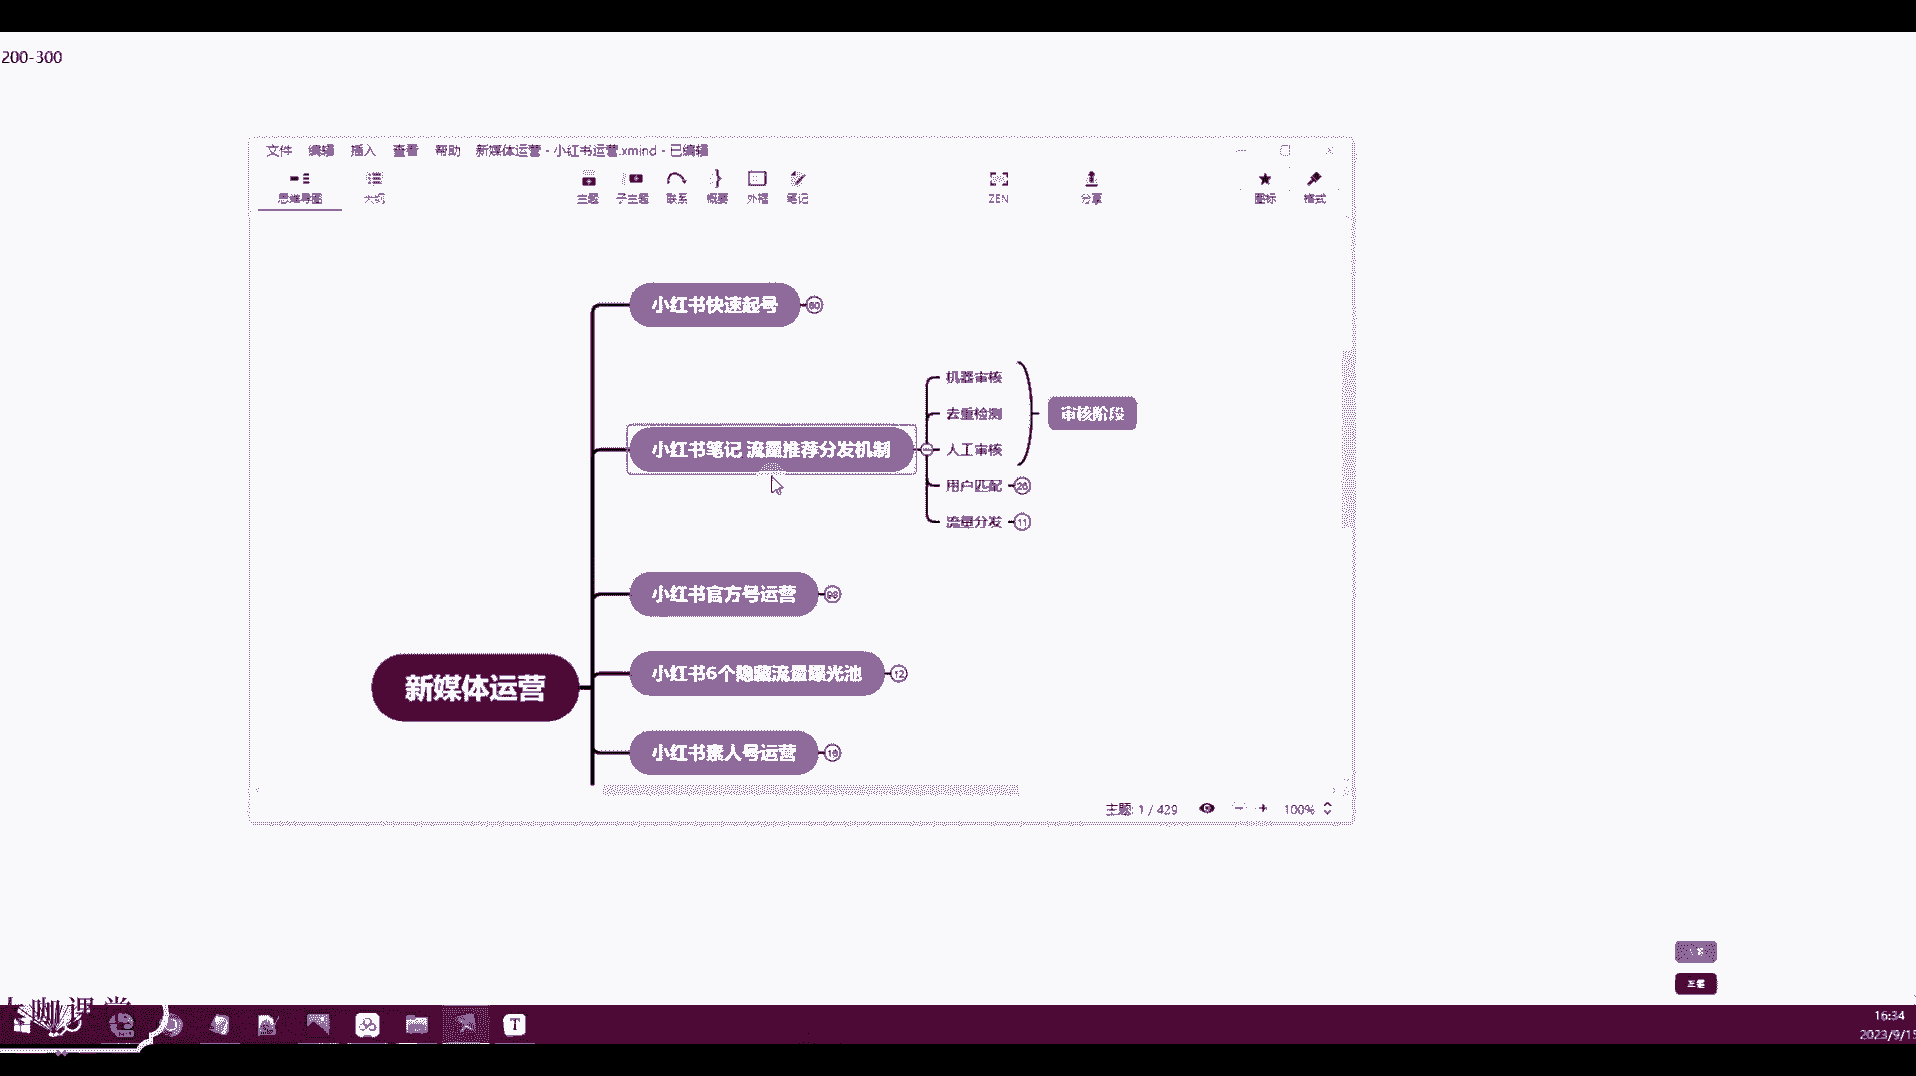 200-300
文件 编辑 插入 查看 帮助 新媒体运营 - 小红书运营.xmind - 已编辑
思维导图 大纲 主题 子主题 联系 概要 外框 笔记 ZEN 分享 图标 格式
小红书快速起号
机器审核
去重检测
审核阶段
小红书笔记 流量推荐分发机制
人工审核
用户匹配
流量分发 11
小红书官方号运营
小红书6个隐藏流量曝光池 12
新媒体运营
小红书素人号运营
主题: 1 / 429 100%
大咖课堂
T
16:34
2023/9/15